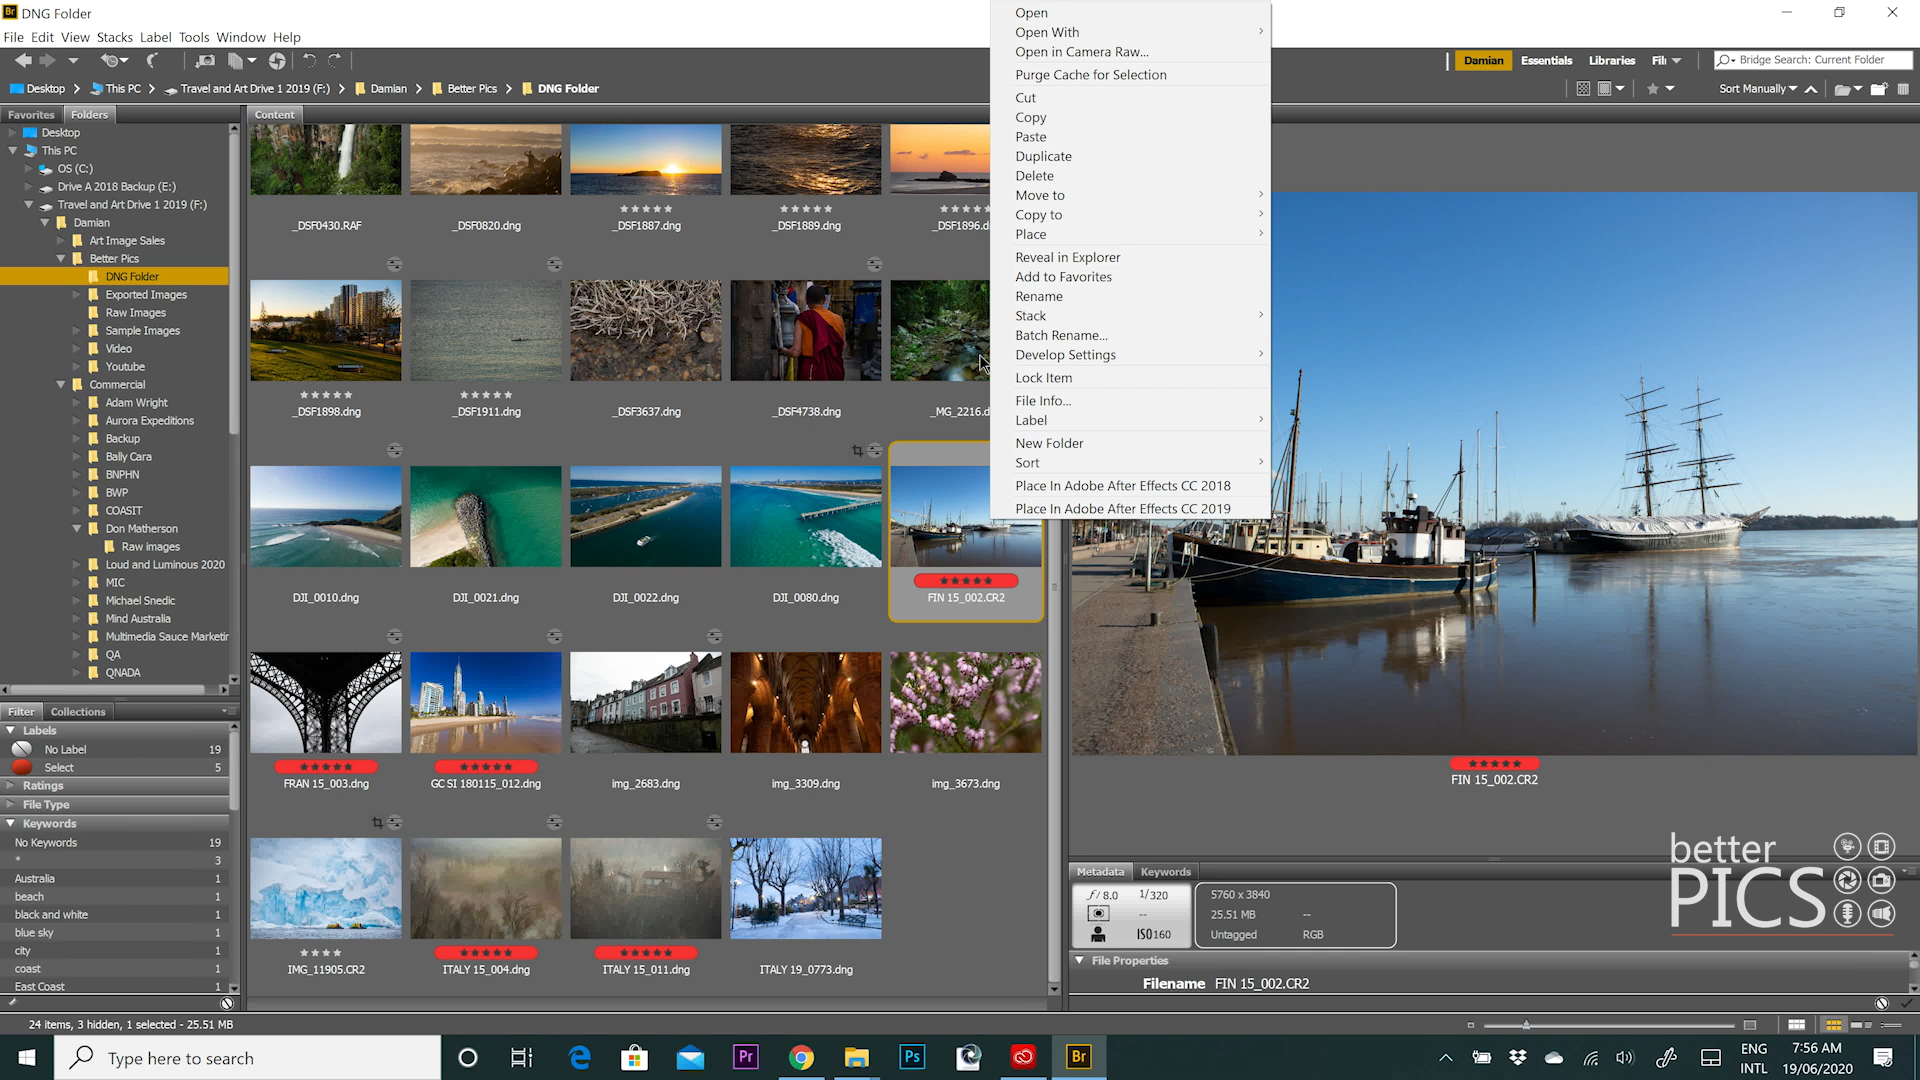 Br DNG Folder
File Edit View Stacks Label Tools Window Help
Damian Essentials Libraries Fil
Bridge Search: Current Folder
Desktop This PC Travel and Art Drive 1 2019 (F:) Damian Better Pics DNG Folder
Sort Manually
Favorites Folders
Desktop
This PC
OS (C:)
Drive A 2018 Backup (E:)
Travel and Art Drive 1 2019 (F:)
Damian
Art Image Sales
Better Pics
DNG Folder
Exported Images
Raw Images
Sample Images
Video
Youtube
Commercial
Adam Wright
Aurora Expeditions
Backup
Bally Cara
BNPHN
BWP
COASIT
Don Matherson
Raw images
Loud and Luminous 2020
MIC
Michael Snedic
Mind Australia
Multimedia Sauce Marketir
QA
QNADA
Filter Collections
Labels
No Label 19
Select 5
Ratings
File Type
Keywords
No Keywords 19
* 3
Australia 1
beach 1
black and white 1
blue sky 1
city 1
coast 1
East Coast 1
24 items, 3 hidden, 1 selected - 25.51 MB
Content
_DSF0430.RAF _DSF0820.dng _DSF1887.dng _DSF1889.dng _DSF1896.d
_DSF1898.dng _DSF1911.dng _DSF3637.dng _DSF4738.dng _MG_2216.d
DJI_0010.dng DJI_0021.dng DJI_0022.dng DJI_0080.dng FIN 15_002.CR2
FRAN 15_003.dng GC SI 180115_012.dng img_2683.dng img_3309.dng img_3673.dng
IMG_11905.CR2 ITALY 15_004.dng ITALY 15_011.dng ITALY 19_0773.dng
Open
Open With
Open in Camera Raw...
Purge Cache for Selection
Cut
Copy
Paste
Duplicate
Delete
Move to
Copy to
Place
Reveal in Explorer
Add to Favorites
Rename
Stack
Batch Rename...
Develop Settings
Lock Item
File Info...
Label
New Folder
Sort
Place In Adobe After Effects CC 2018
Place In Adobe After Effects CC 2019
FIN 15_002.CR2
better
PICS
Metadata Keywords
f/8.0 1/320
--
ISO160
5760 x 3840
25.51 MB --
Untagged RGB
File Properties
Filename FIN 15_002.CR2
Type here to search
Pr
Ps
Br
ENG
INTL
7:56 AM
19/06/2020